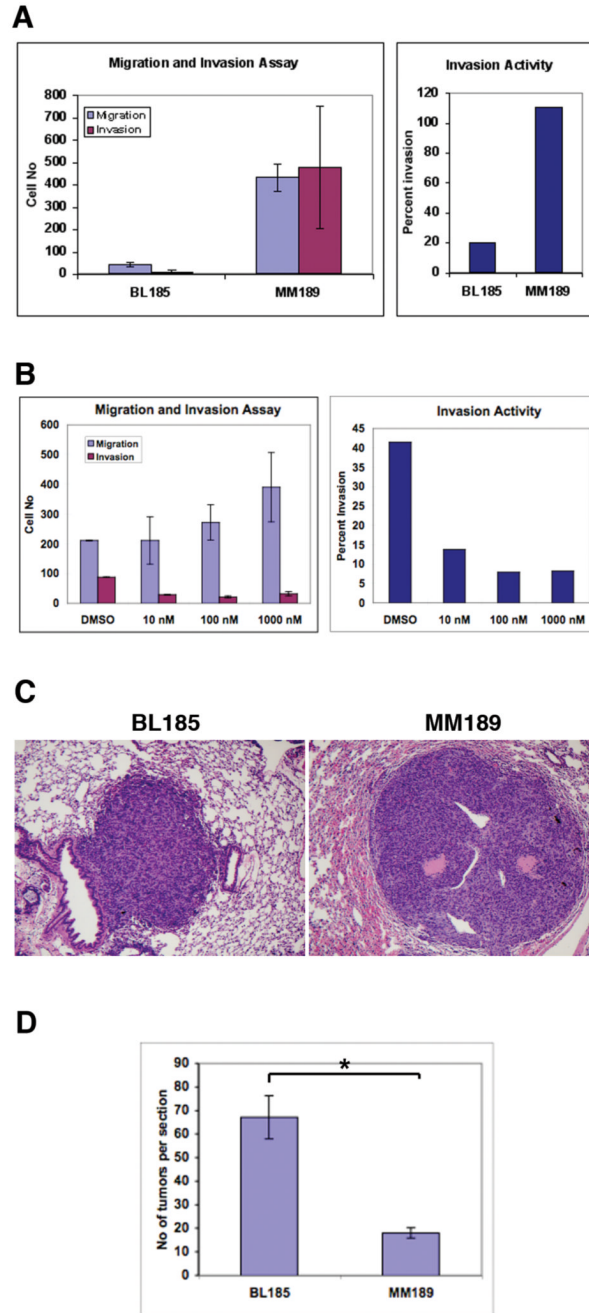 A
Migration and Invasion Assay
Migration
Invasion
Cell No
800
700
600
500
400
300
200
100
0
BL185
MM189
Invasion Activity
Percent invasion
120
100
80
60
40
20
0
BL185
MM189
B
Migration and Invasion Assay
Migration
Invasion
Cell No
600
500
400
300
200
100
0
DMSO
10 nM
100 nM
1000 nM
Invasion Activity
Percent Invasion
45
40
35
30
25
20
15
10
5
0
DMSO
10 nM
100 nM
1000 nM
C
BL185
MM189
D
No of tumors per section
90
80
70
60
50
40
30
20
10
0
*
BL185
MM189